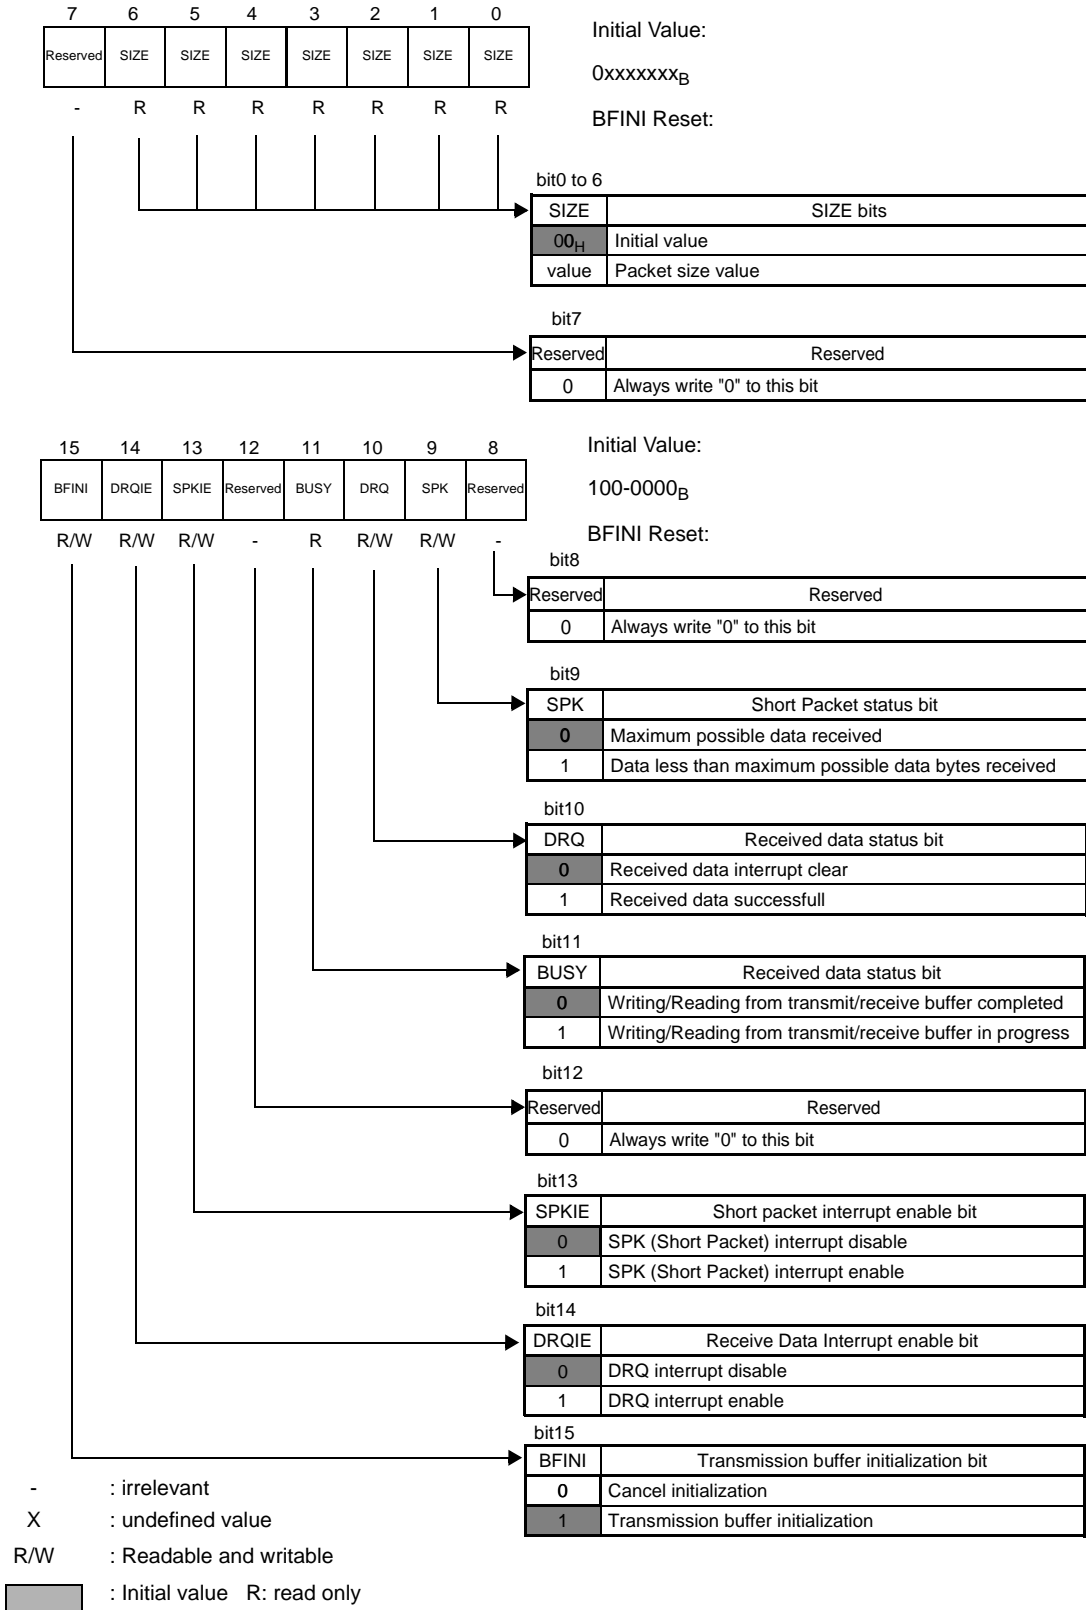 7 6 5 4 3 2 1 0
Reserved SIZE SIZE SIZE SIZE SIZE SIZE SIZE
- R R R R R R R
Initial Value:
0xxxxxxxB
BFINI Reset:
bit0 to 6
SIZE SIZE bits
00H Initial value
value Packet size value
bit7
Reserved Reserved
0 Always write "0" to this bit
15 14 13 12 11 10 9 8
BFINI DRQIE SPKIE Reserved BUSY DRQ SPK Reserved
R/W R/W R/W - R R/W R/W -
Initial Value:
100-0000B
BFINI Reset:
bit8
Reserved Reserved
0 Always write "0" to this bit
bit9
SPK Short Packet status bit
0 Maximum possible data received
1 Data less than maximum possible data bytes received
bit10
DRQ Received data status bit
0 Received data interrupt clear
1 Received data successfull
bit11
BUSY Received data status bit
0 Writing/Reading from transmit/receive buffer completed
1 Writing/Reading from transmit/receive buffer in progress
bit12
Reserved Reserved
0 Always write "0" to this bit
bit13
SPKIE Short packet interrupt enable bit
0 SPK (Short Packet) interrupt disable
1 SPK (Short Packet) interrupt enable
bit14
DRQIE Receive Data Interrupt enable bit
0 DRQ interrupt disable
1 DRQ interrupt enable
bit15
BFINI Transmission buffer initialization bit
0 Cancel initialization
1 Transmission buffer initialization
- : irrelevant
X : undefined value
R/W : Readable and writable
: Initial value R: read only